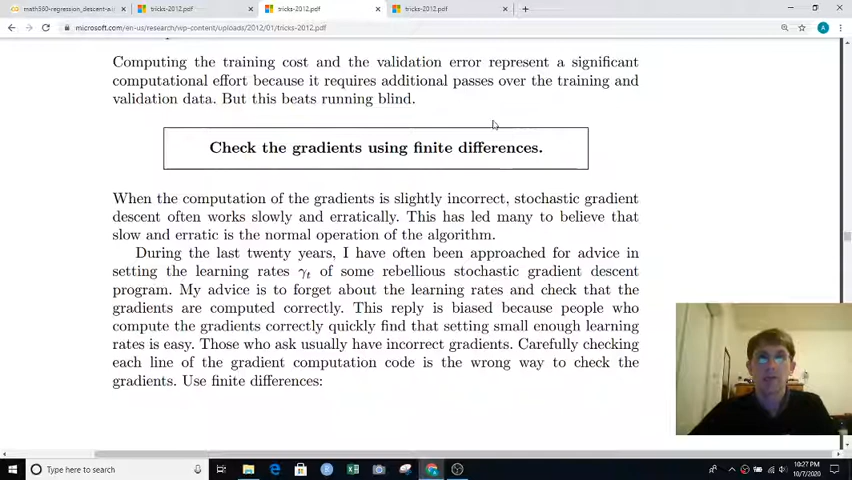 math560-regression_descent-a.i
tricks-2012.pdf
tricks-2012.pdf
tricks-2012.pdf
microsoft.com/en-us/research/wp-content/uploads/2012/01/tricks-2012.pdf
Computing the training cost and the validation error represent a significant
computational effort because it requires additional passes over the training and
validation data. But this beats running blind.
Check the gradients using finite differences.
When the computation of the gradients is slightly incorrect, stochastic gradient
descent often works slowly and erratically. This has led many to believe that
slow and erratic is the normal operation of the algorithm.
During the last twenty years, I have often been approached for advice in
setting the learning rates γt of some rebellious stochastic gradient descent
program. My advice is to forget about the learning rates and check that the
gradients are computed correctly. This reply is biased because people who
compute the gradients correctly quickly find that setting small enough learning
rates is easy. Those who ask usually have incorrect gradients. Carefully checking
each line of the gradient computation code is the wrong way to check the
gradients. Use finite differences:
Type here to search
10:27 PM
10/7/2020